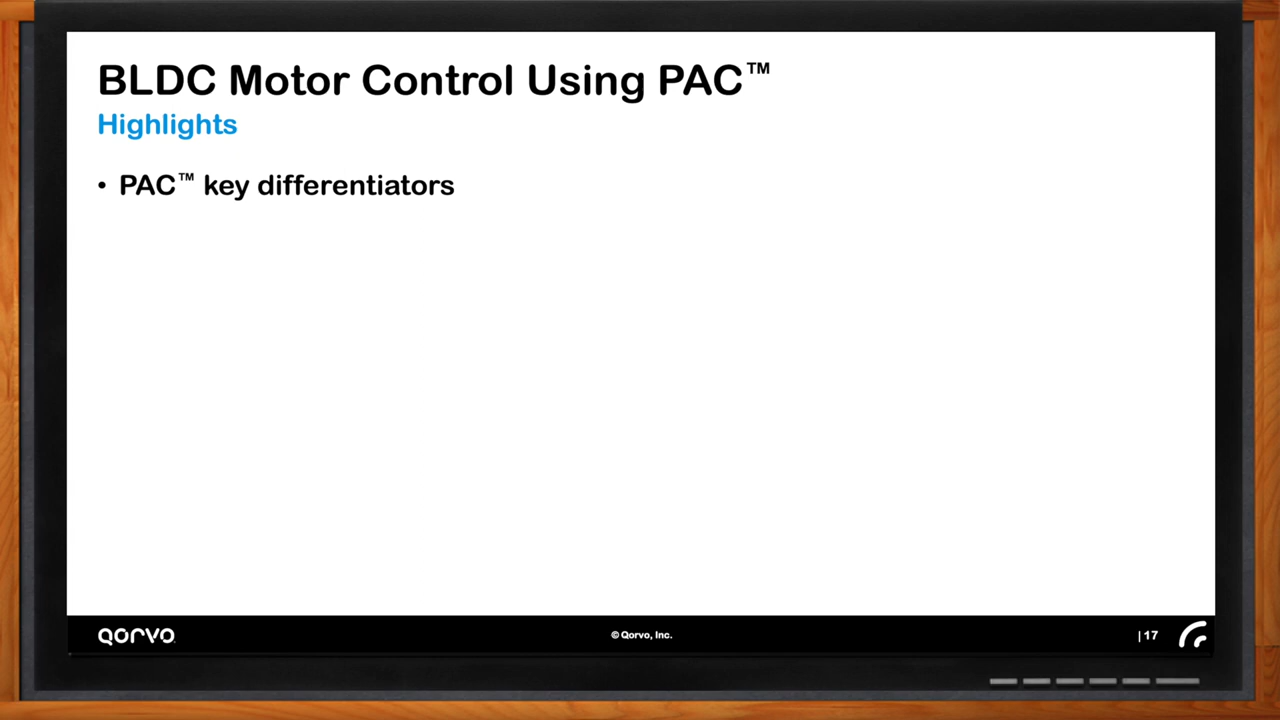 BLDC Motor Control Using PAC™
Highlights
• PAC™ key differentiators
QORVO
© Qorvo, Inc.
| 17